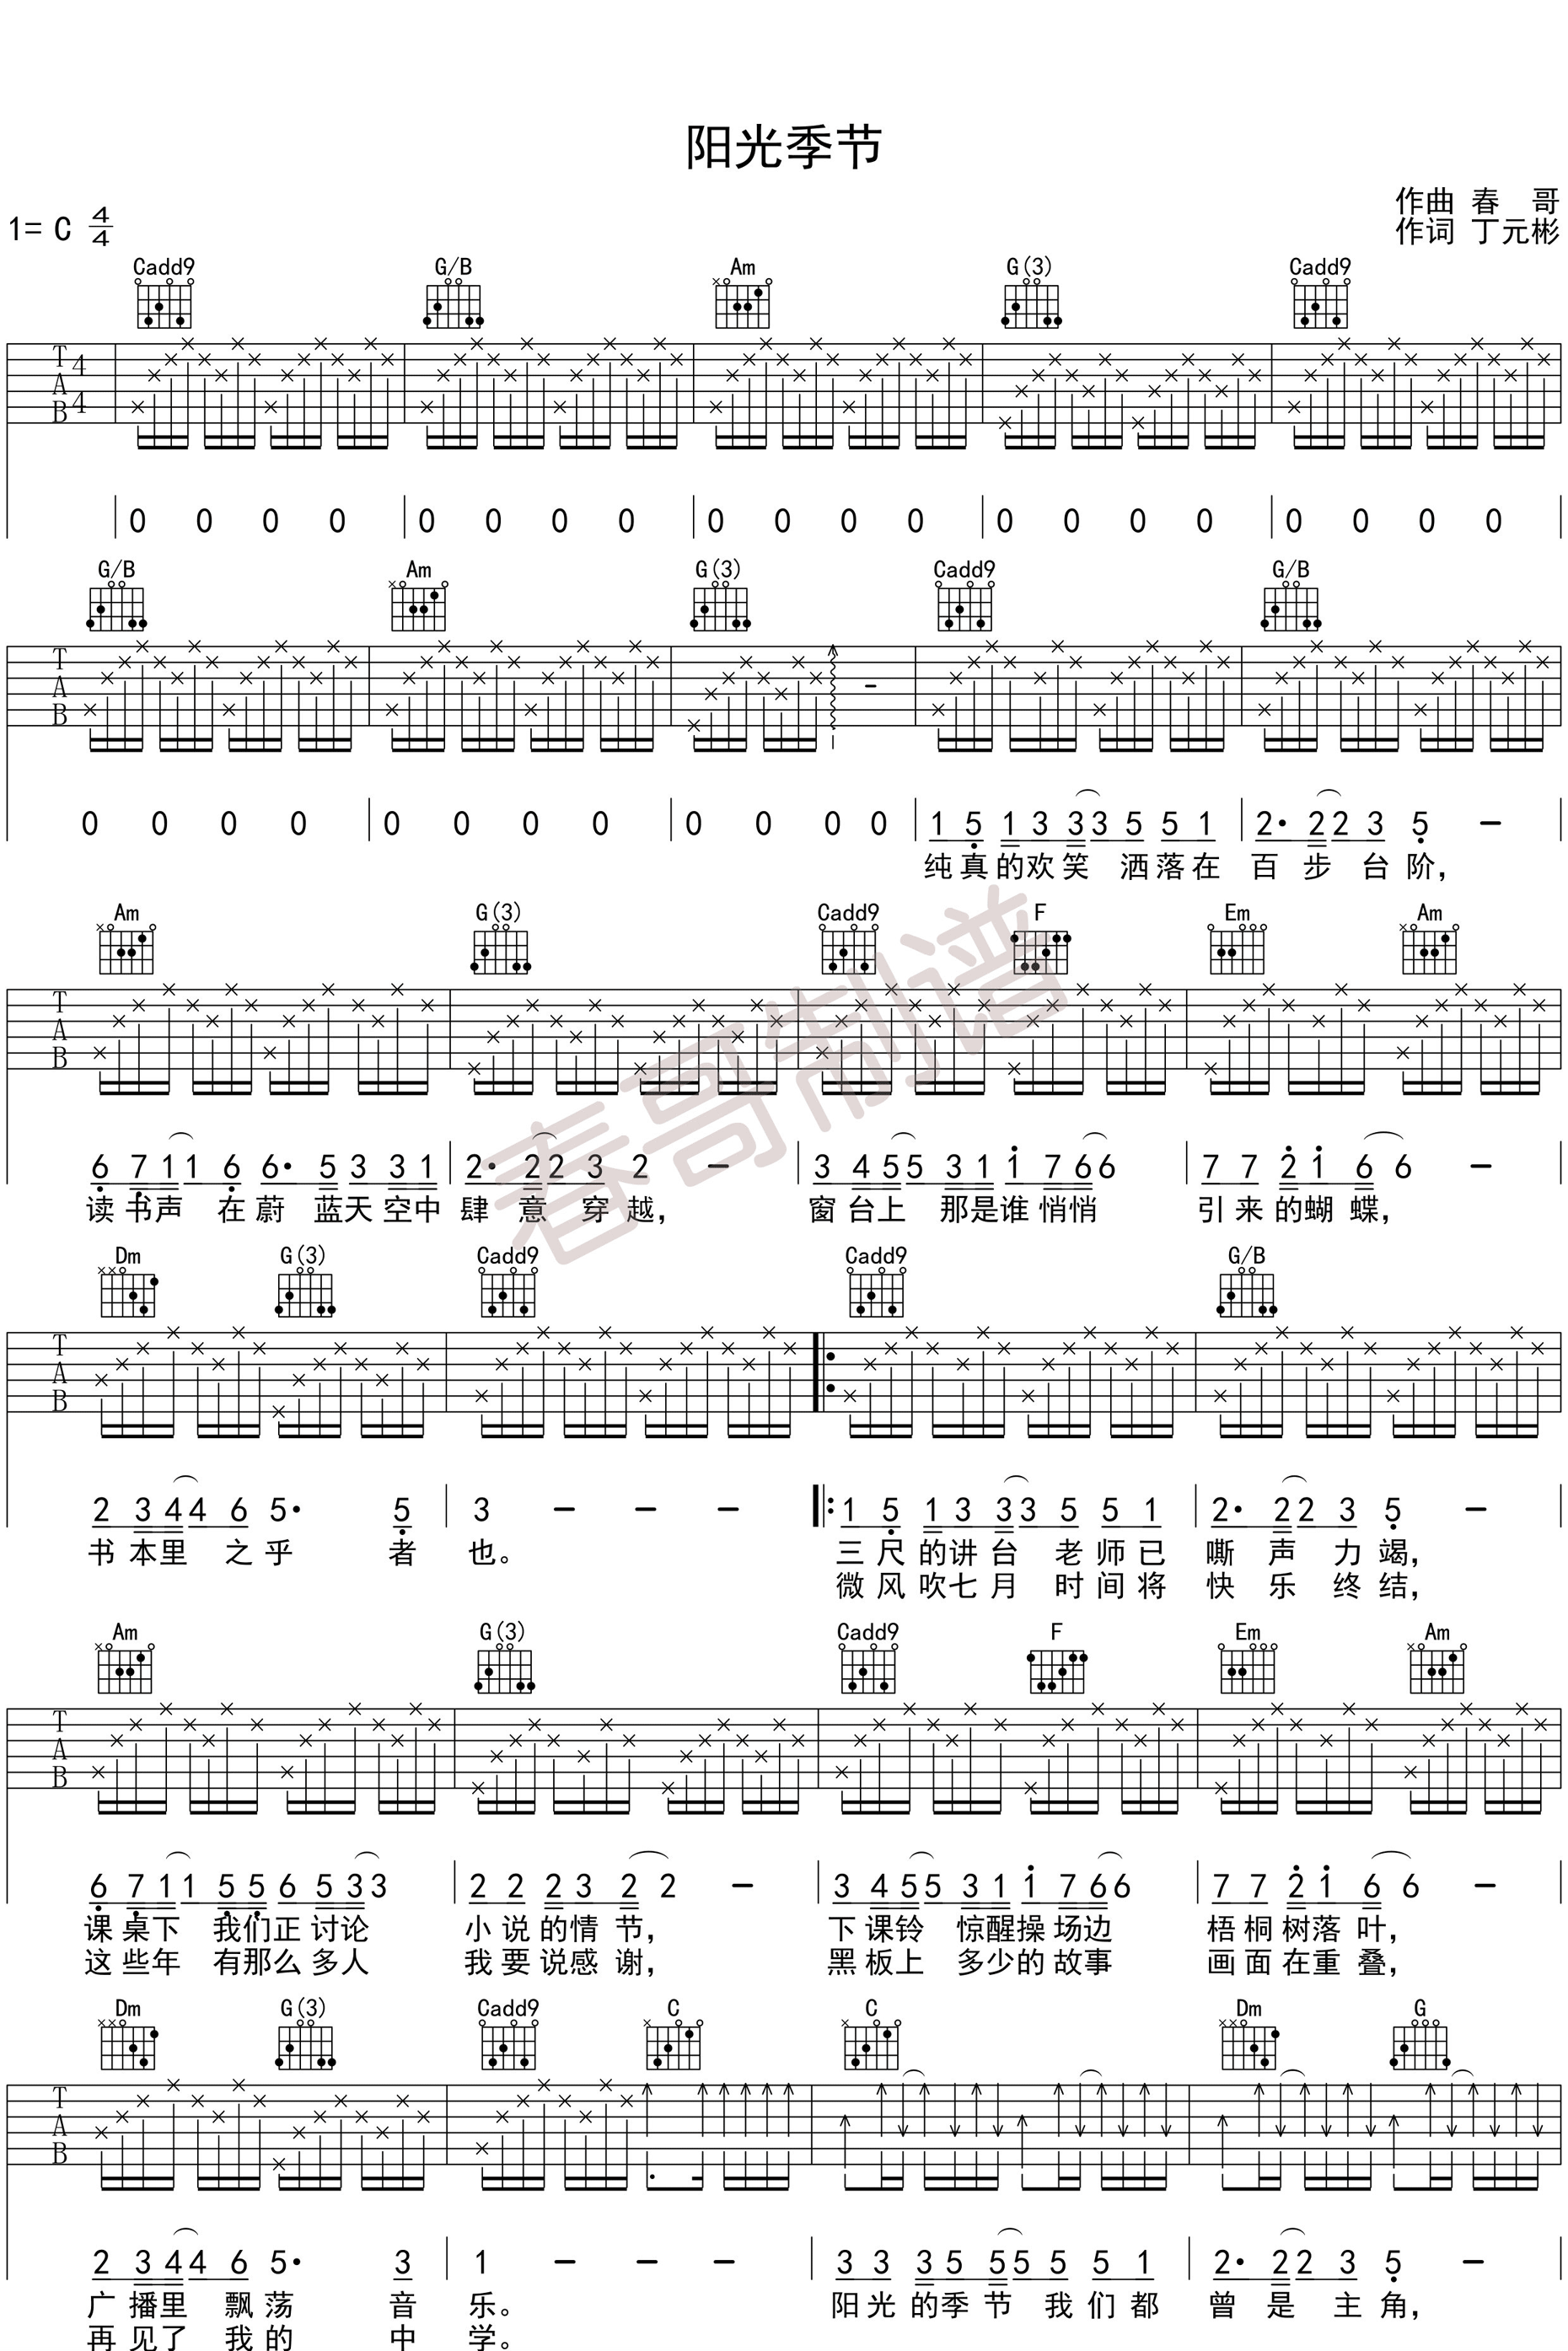 阳光季节
作曲 春 哥
1= C 4/4 作词 丁元彬
Cadd9 G/B Am G(3) Cadd9
T A B 4 4
0 0 0 0 0 0 0 0 0 0 0 0 0 0 0 0 0 0 0 0
G/B Am G(3) Cadd9 G/B
T A B
0 0 0 0 0 0 0 0 0 0 0 0 1 5 1 3 3 3 5 5 1 2· 2 2 3 5 -
纯真的欢笑 洒落在 百步台阶,
Am G(3) Cadd9 F Em Am
T A B
6 7 1 1 6 6· 5 3 3 1 2· 2 2 3 2 - 3 4 5 5 3 1 1 7 6 6 7 7 2 1 6 6 -
读书声 在蔚 蓝天空中 肆意穿越, 窗台上 那是谁悄悄 引来的蝴蝶,
春哥制谱
Dm G(3) Cadd9 Cadd9 G/B
T A B
2 3 4 4 6 5· 5 3 - - - 1 5 1 3 3 3 5 5 1 2· 2 2 3 5 -
书本里 之乎 者 也。 三尺的讲台 老师已 嘶声力竭,
微风吹七月 时间将 快乐终结,
Am G(3) Cadd9 F Em Am
T A B
6 7 1 1 5 5 6 5 3 3 2 2 2 3 2 2 - 3 4 5 5 3 1 1 7 6 6 7 7 2 1 6 6 -
课桌下 我们正讨论 小说的情节, 下课铃 惊醒操场边 梧桐树落叶,
这些年 有那么多人 我要说感谢, 黑板上 多少的故事 画面在重叠,
Dm G(3) Cadd9 C C Dm G
T A B
2 3 4 4 6 5· 3 1 - - - 3 3 3 5 5 5 5 5 1 2· 2 2 3 5 -
广播里 飘荡 音 乐。 阳光的季节 我们都 曾是主角,
再见了 我的 中 学。